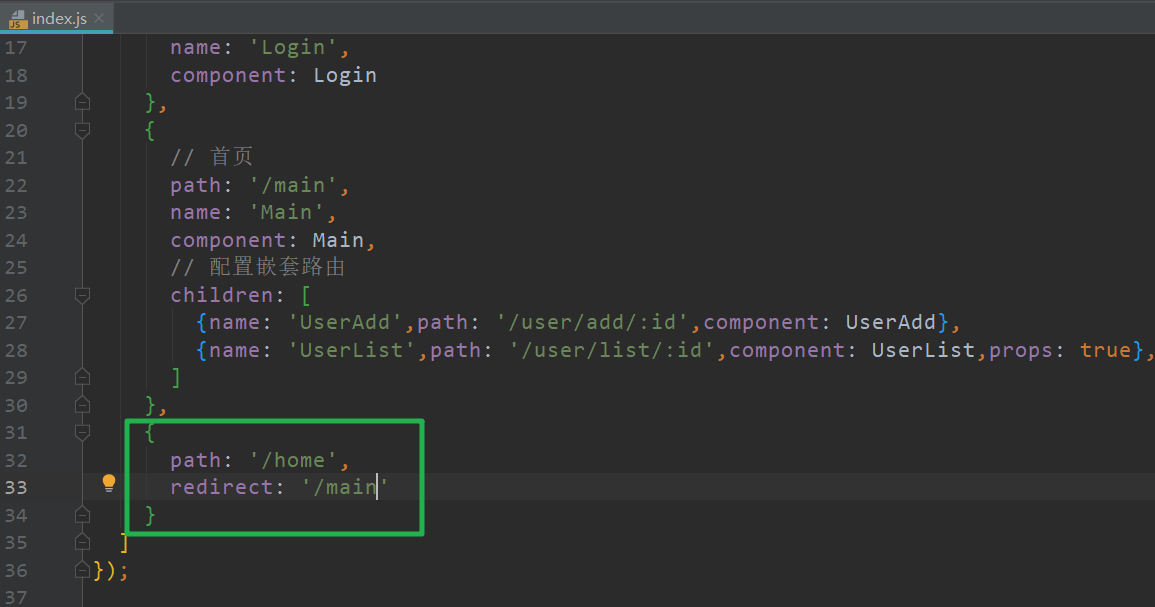 index.js
17 name: 'Login',
18 component: Login
19 },
20 {
21 // 首页
22 path: '/main',
23 name: 'Main',
24 component: Main,
25 // 配置嵌套路由
26 children: [
27 {name: 'UserAdd',path: '/user/add/:id',component: UserAdd},
28 {name: 'UserList',path: '/user/list/:id',component: UserList,props: true},
29 ]
30 },
31 {
32 path: '/home',
33 redirect: '/main'
34 }
35 ]
36 });
37